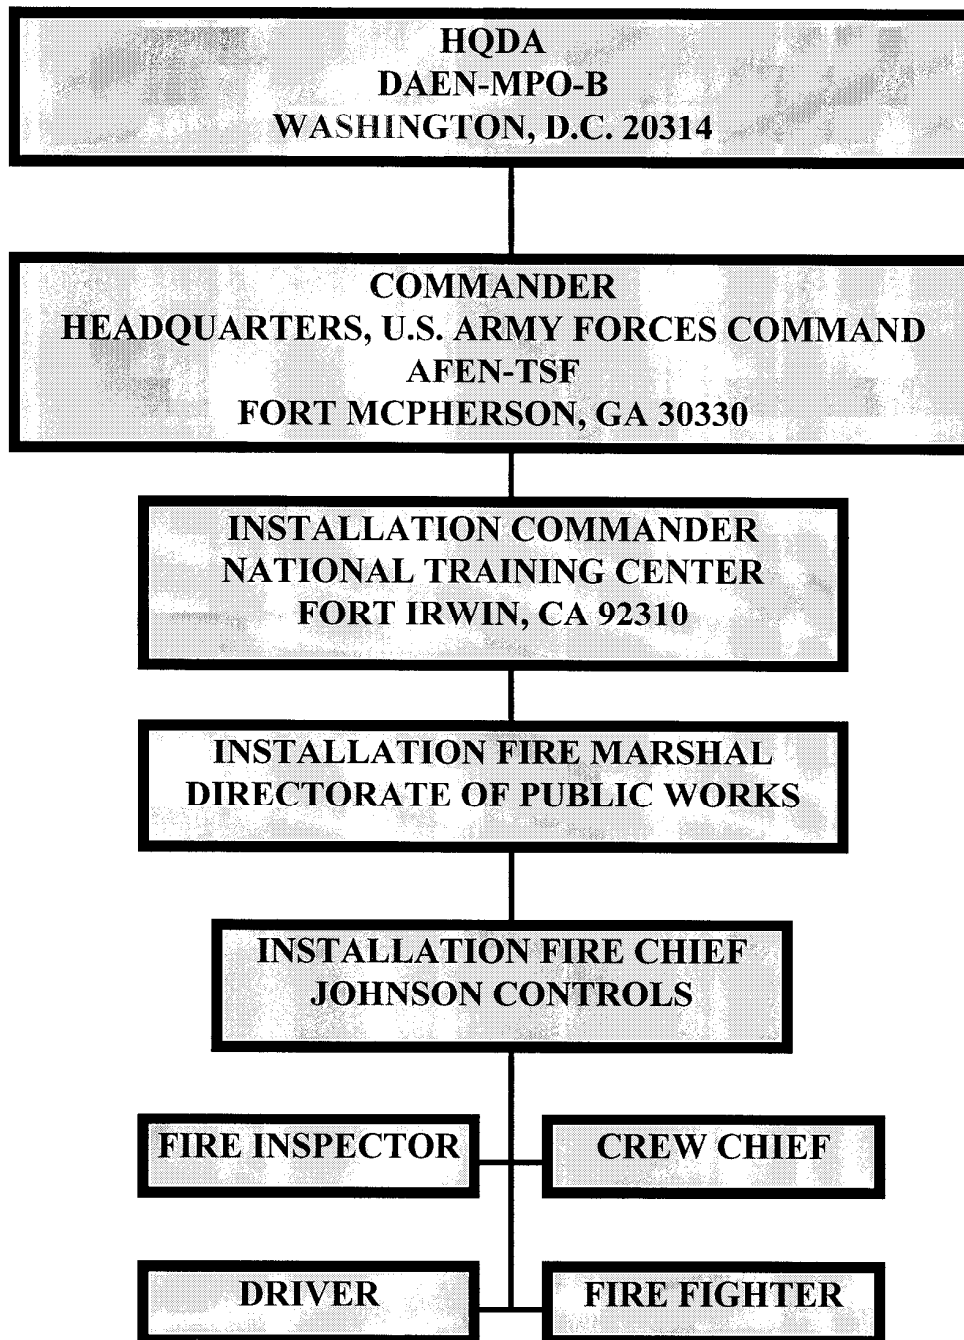 HQDA
DAEN-MPO-B
WASHINGTON, D.C. 20314
COMMANDER
HEADQUARTERS, U.S. ARMY FORCES COMMAND
AFEN-TSF
FORT MCPHERSON, GA 30330
INSTALLATION COMMANDER
NATIONAL TRAINING CENTER
FORT IRWIN, CA 92310
INSTALLATION FIRE MARSHAL
DIRECTORATE OF PUBLIC WORKS
INSTALLATION FIRE CHIEF
JOHNSON CONTROLS
FIRE INSPECTOR
CREW CHIEF
DRIVER
FIRE FIGHTER